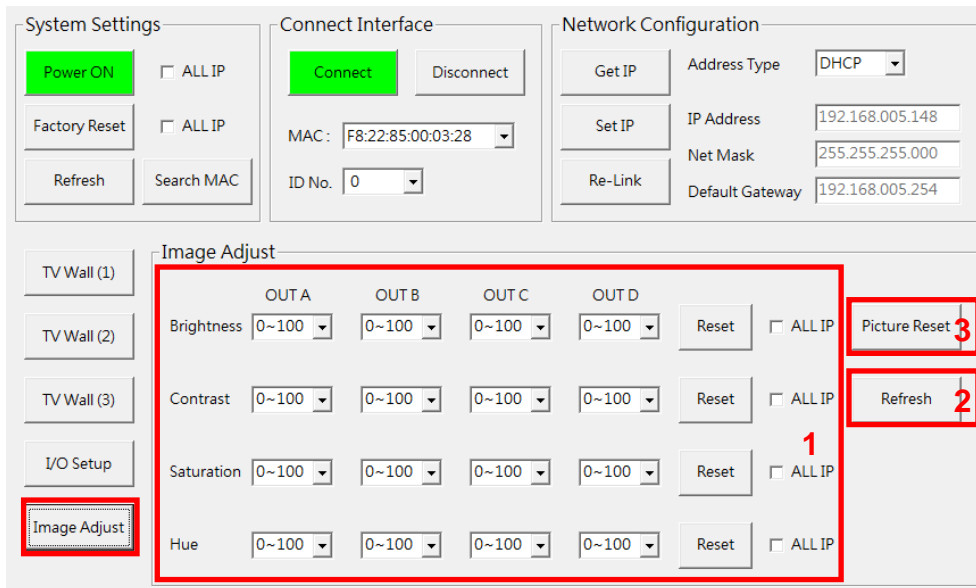 System Settings
Connect Interface
Network Configuration
Power ON ALL IP
Connect Disconnect
Get IP Address Type DHCP
Factory Reset ALL IP
MAC : F8:22:85:00:03:28
Set IP IP Address 192.168.005.148
Net Mask 255.255.255.000
Refresh Search MAC
ID No. 0
Re-Link Default Gateway 192.168.005.254
TV Wall (1)
TV Wall (2)
TV Wall (3)
I/O Setup
Image Adjust
Image Adjust
OUT A OUT B OUT C OUT D
Brightness 0~100 0~100 0~100 0~100 Reset ALL IP Picture Reset 3
Contrast 0~100 0~100 0~100 0~100 Reset ALL IP Refresh 2
1
Saturation 0~100 0~100 0~100 0~100 Reset ALL IP
Hue 0~100 0~100 0~100 0~100 Reset ALL IP